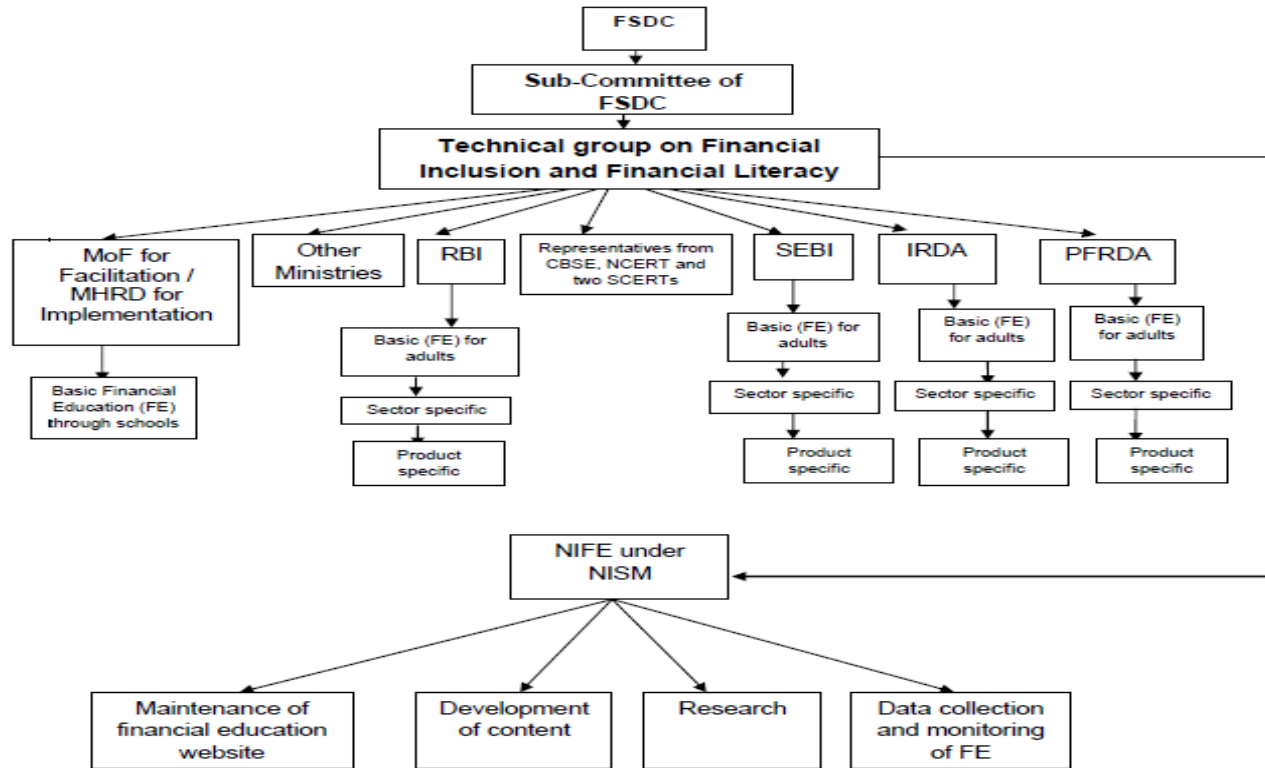 FSDC
Sub-Committee of
FSDC
Technical group on Financial
Inclusion and Financial Literacy
MoF for
Facilitation /
MHRD for
Implementation
Other
Ministries
RBI
Representatives from
CBSE, NCERT and
two SCERTs
SEBI
IRDA
PFRDA
Basic Financial
Education (FE)
through schools
Basic (FE) for
adults
Sector specific
Product
specific
Basic (FE) for
adults
Sector specific
Product
specific
Basic (FE)
for adults
Sector specific
Product
specific
Basic (FE)
for adults
Sector specific
Product
specific
NIFE under
NISM
Maintenance of
financial education
website
Development
of content
Research
Data collection
and monitoring
of FE